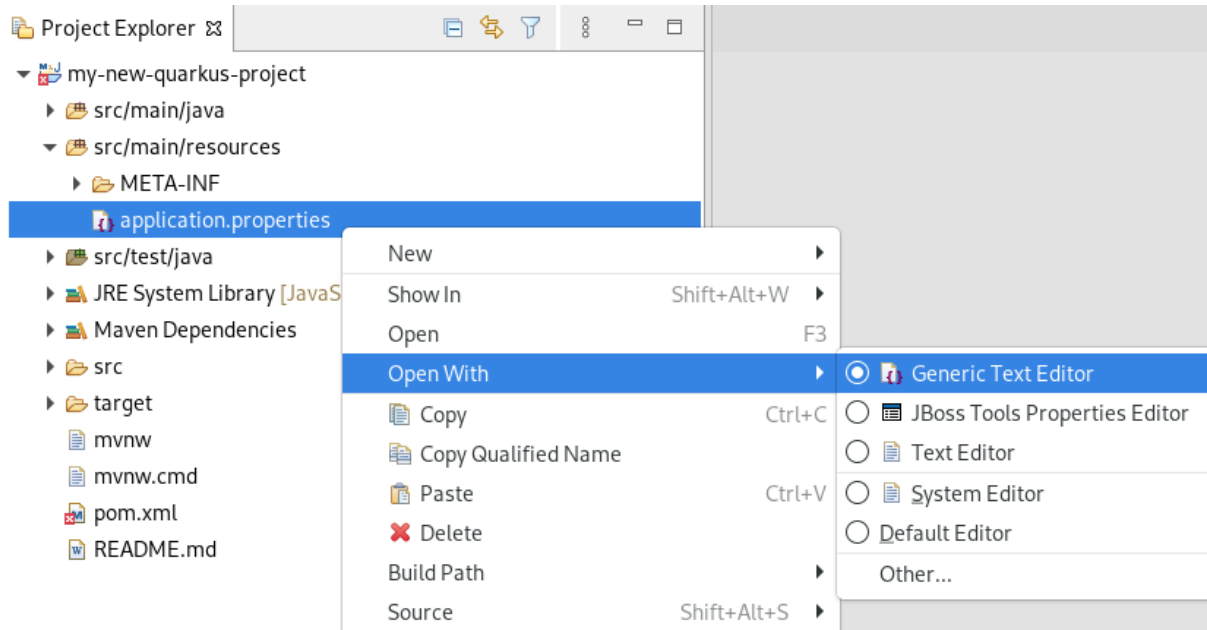 Project Explorer
my-new-quarkus-project
src/main/java
src/main/resources
META-INF
application.properties
src/test/java
JRE System Library [JavaS
Maven Dependencies
src
target
mvnw
mvnw.cmd
pom.xml
README.md
New
Show In Shift+Alt+W
Open F3
Open With
Copy Ctrl+C
Copy Qualified Name
Paste Ctrl+V
Delete
Build Path
Source Shift+Alt+S
Generic Text Editor
JBoss Tools Properties Editor
Text Editor
System Editor
Default Editor
Other...